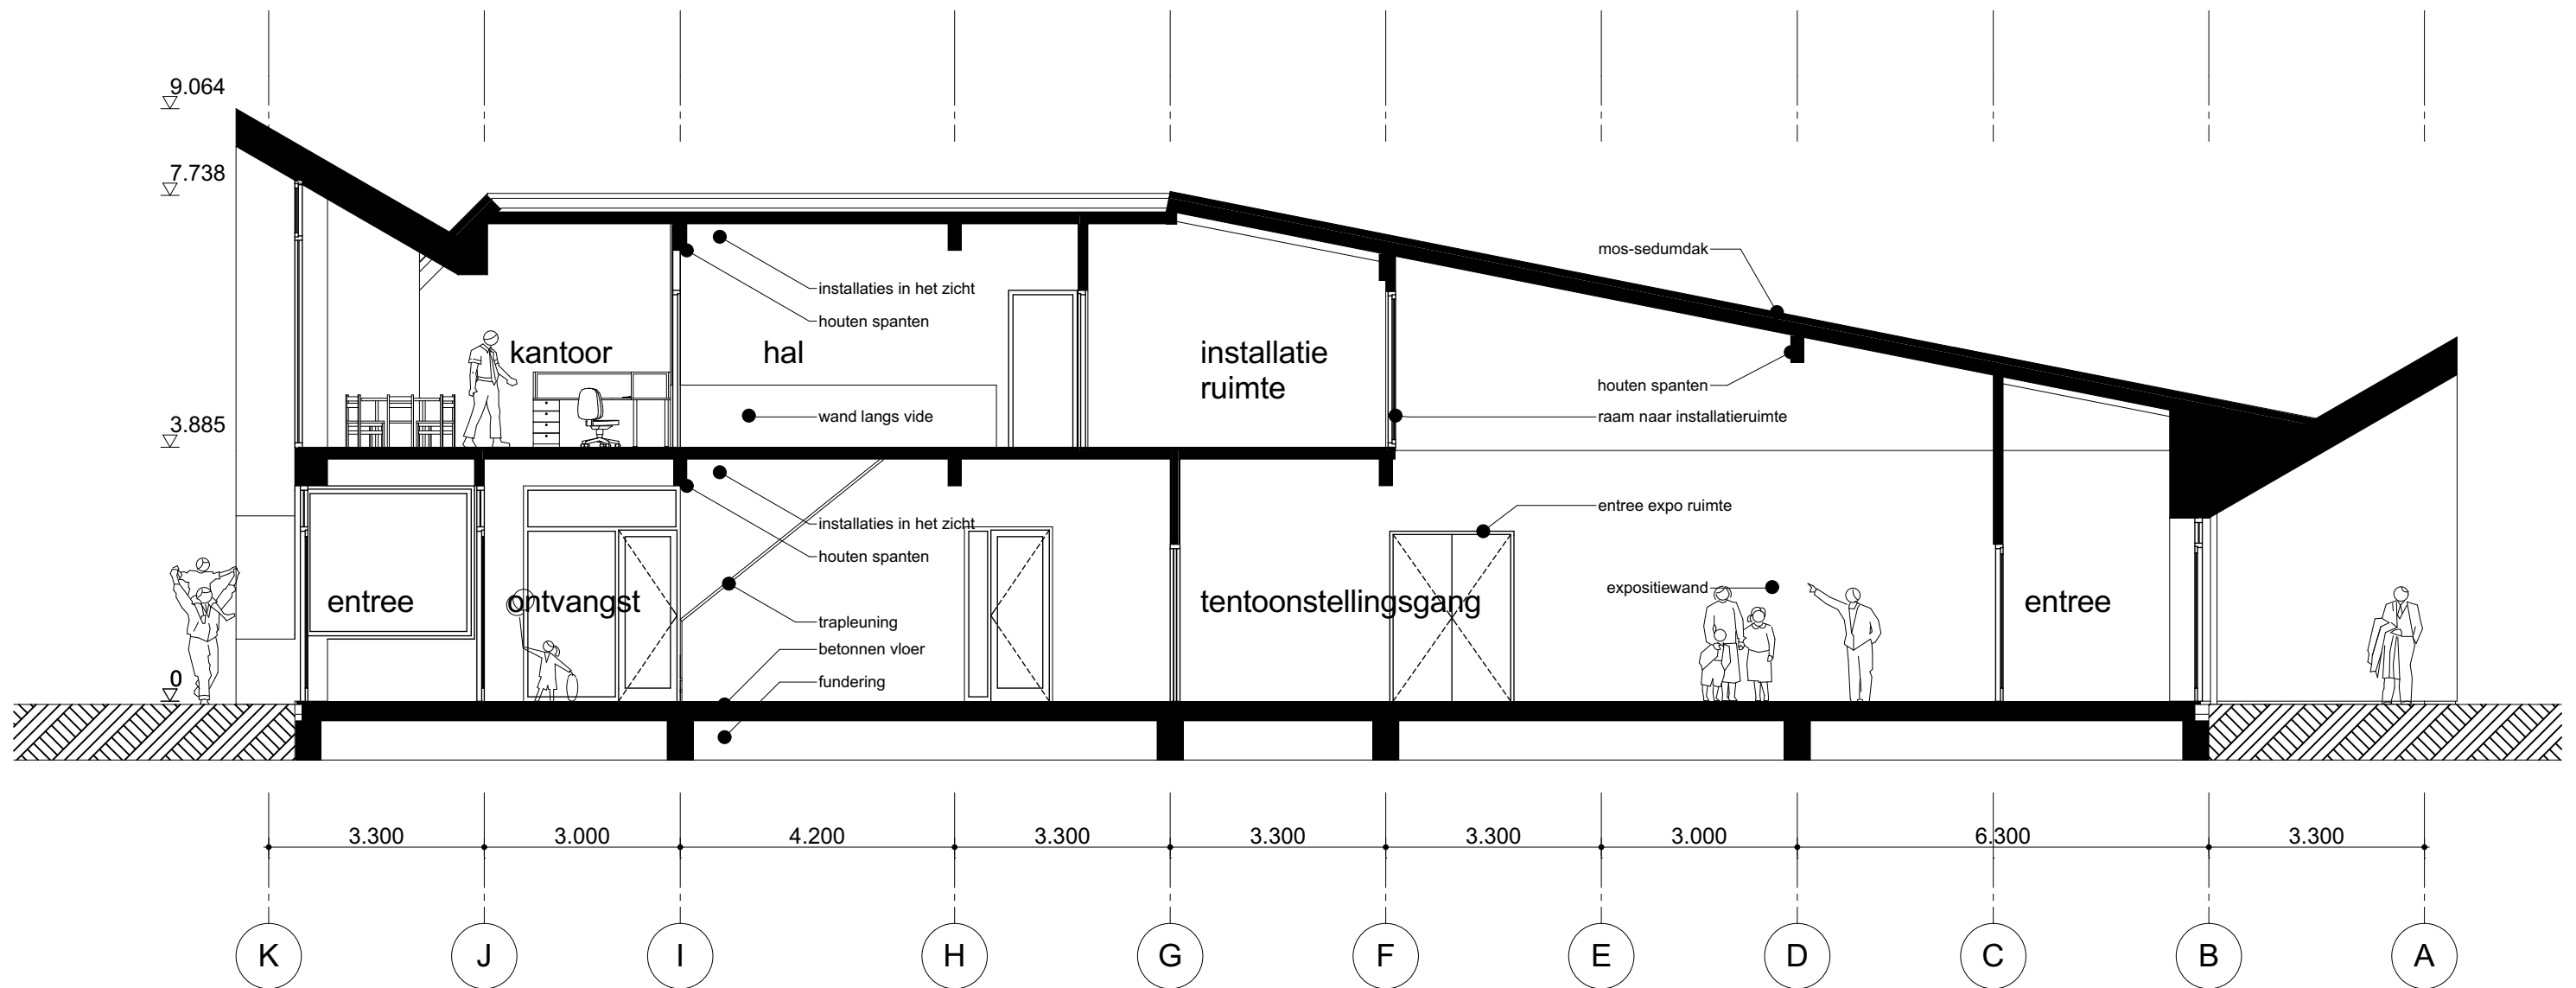 9.064
7.738
3.885
0
installaties in het zicht
houten spanten
kantoor
hal
wand langs vide
installatie
ruimte
mos-sedumdak
houten spanten
raam naar installatieruimte
installaties in het zicht
houten spanten
entree
ontvangst
trapleuning
betonnen vloer
fundering
tentoonstellingsgang
entree expo ruimte
expositiewand
entree
3.300 3.000 4.200 3.300 3.300 3.300 3.000 6.300 3.300
K J I H G F E D C B A